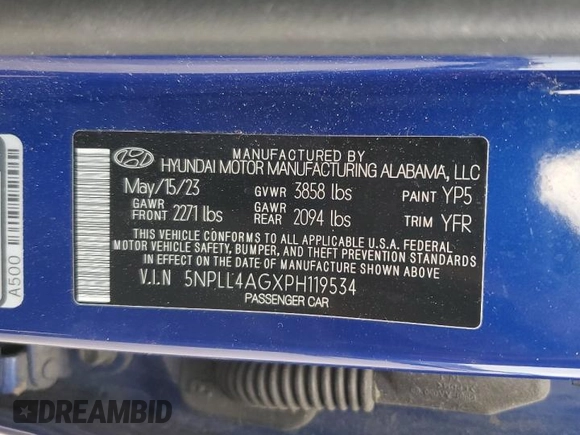 MANUFACTURED BY
HYUNDAI MOTOR MANUFACTURING ALABAMA, LLC
May/15/23 GVWR 3858 lbs PAINT YP5
GAWR FRONT 2271 lbs GAWR REAR 2094 lbs TRIM YFR
THIS VEHICLE CONFORMS TO ALL APPLICABLE U.S.A. FEDERAL
MOTOR VEHICLE SAFETY, BUMPER, AND THEFT PREVENTION STANDARDS
IN EFFECT ON THE DATE OF MANUFACTURE SHOWN ABOVE.
V.I.N 5NPLL4AGXPH119534
PASSENGER CAR
A500
DREAMBID